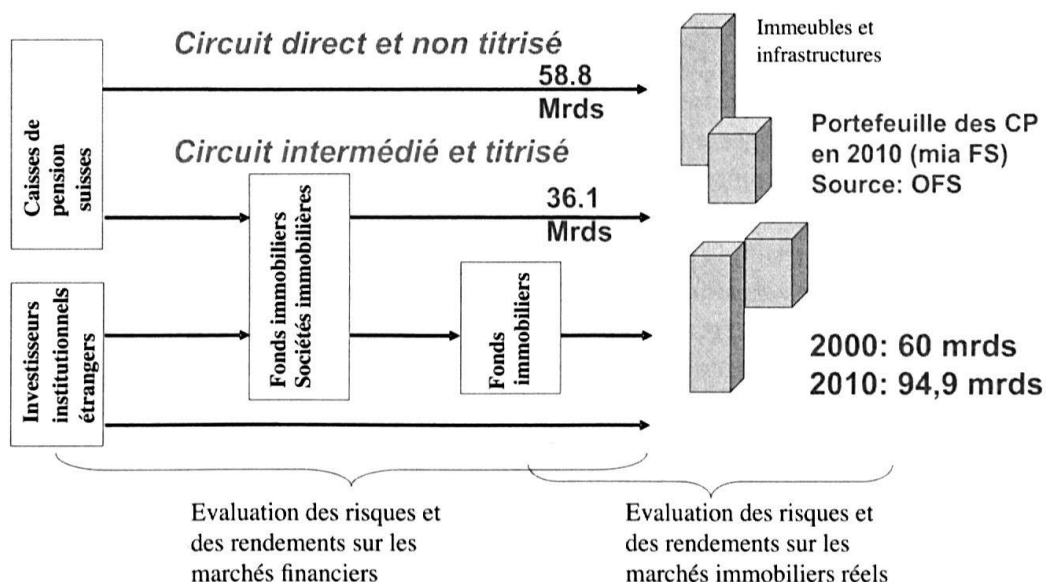 Circuit direct et non titrisé
58.8
Mrds
Immeubles et
infrastructures
Caisses de
pension
suisses
Circuit intermédié et titrisé
36.1
Mrds
Portefeuille des CP
en 2010 (mia FS)
Source: OFS
Fonds immobiliers
Sociétés immobilières
Investisseurs
institutionnels
étrangers
Fonds
immobiliers
2000: 60 mrds
2010: 94,9 mrds
Evaluation des risques et
des rendements sur les
marchés financiers
Evaluation des risques et
des rendements sur les
marchés immobiliers réels